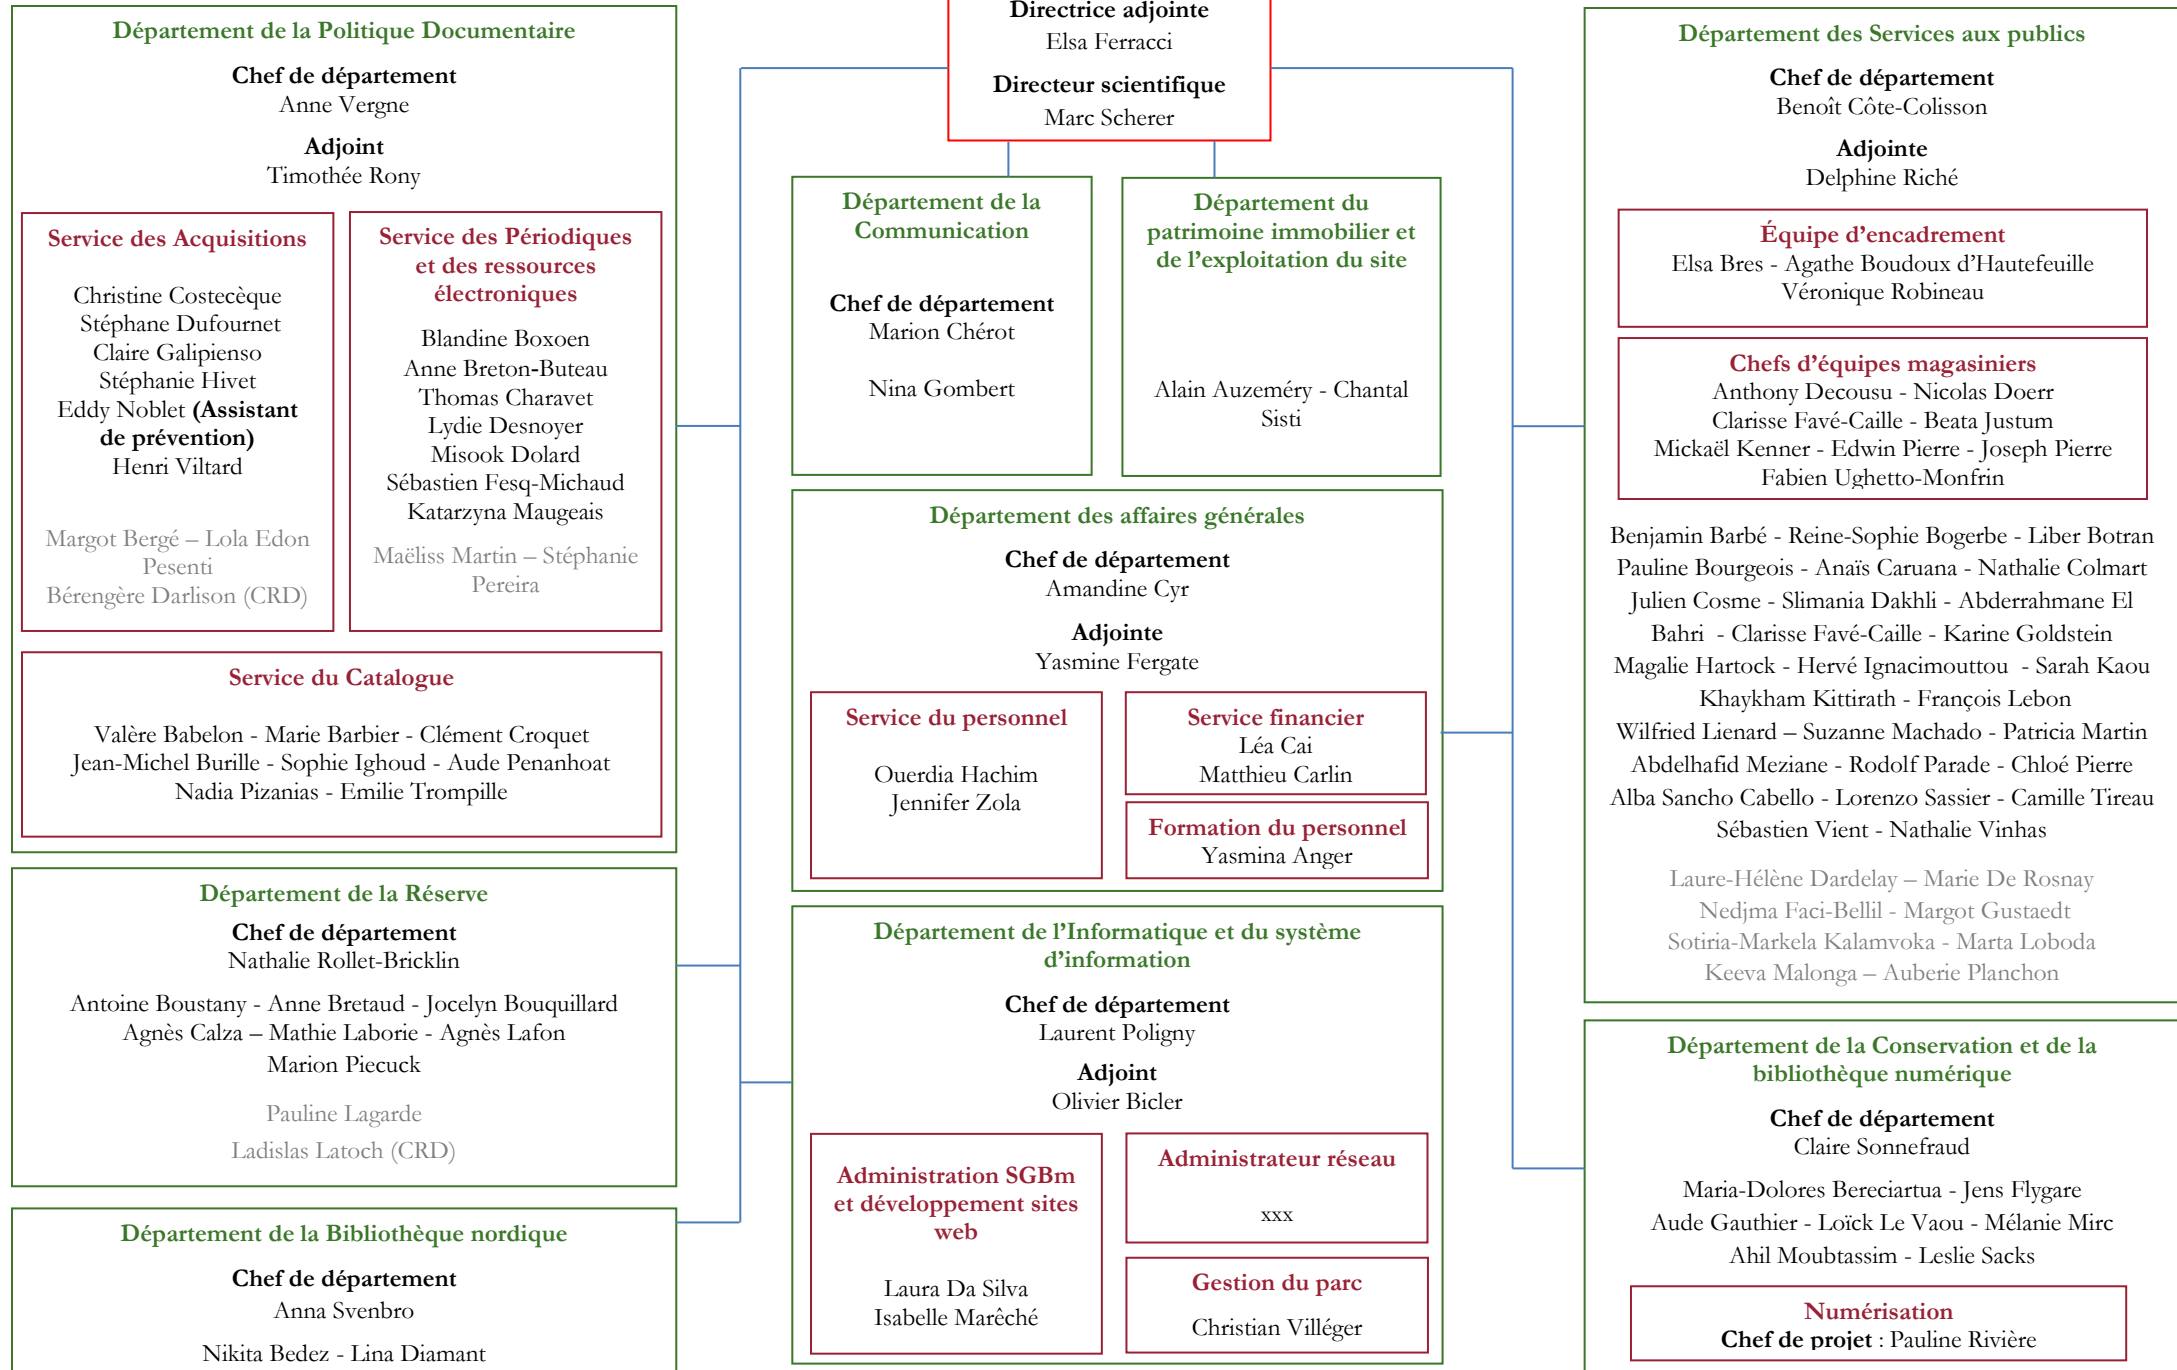 Directrice adjointe
Elsa Ferracci
Directeur scientifique
Marc Scherer
Département de la Politique Documentaire
Chef de département
Anne Vergne
Adjoint
Timothée Rony
Service des Acquisitions
Christine Costecèque
Stéphane Dufournet
Claire Galipienso
Stéphanie Hivet
Eddy Noblet (Assistant
de prévention)
Henri Viltard
Margot Bergé – Lola Edon
Pesenti
Bérengère Darlison (CRD)
Service des Périodiques
et des ressources
électroniques
Blandine Boxoen
Anne Breton-Buteau
Thomas Charavet
Lydie Desnoyer
Misook Dolard
Sébastien Fesq-Michaud
Katarzyna Maugeais
Maëliss Martin – Stéphanie
Pereira
Service du Catalogue
Valère Babelon - Marie Barbier - Clément Croquet
Jean-Michel Burille - Sophie Ighoud - Aude Penanhoat
Nadia Pizanias - Emilie Trompille
Département de la Réserve
Chef de département
Nathalie Rollet-Bricklin
Antoine Boustany - Anne Bretaud - Jocelyn Bouquillard
Agnès Calza – Mathie Laborie - Agnès Lafon
Marion Piecuck
Pauline Lagarde
Ladislas Latoch (CRD)
Département de la Bibliothèque nordique
Chef de département
Anna Svenbro
Nikita Bedez - Lina Diamant
Département de la
Communication
Chef de département
Marion Chérot
Nina Gombert
Département du
patrimoine immobilier et
de l'exploitation du site
Alain Auzeméry - Chantal
Sisti
Département des affaires générales
Chef de département
Amandine Cyr
Adjointe
Yasmine Fergate
Service du personnel
Ouerdia Hachim
Jennifer Zola
Service financier
Léa Cai
Matthieu Carlin
Formation du personnel
Yasmina Anger
Département de l'Informatique et du système
d'information
Chef de département
Laurent Poligny
Adjoint
Olivier Bicler
Administration SGBm
et développement sites
web
Laura Da Silva
Isabelle Marêché
Administrateur réseau
xxx
Gestion du parc
Christian Villéger
Département des Services aux publics
Chef de département
Benoît Côte-Colisson
Adjointe
Delphine Riché
Équipe d'encadrement
Elsa Bres - Agathe Boudoux d'Hautefeuille
Véronique Robineau
Chefs d'équipes magasiniers
Anthony Decousu - Nicolas Doerr
Clarisse Favé-Caille - Beata Justum
Mickaël Kenner - Edwin Pierre - Joseph Pierre
Fabien Ughetto-Monfrin
Benjamin Barbé - Reine-Sophie Bogerbe - Liber Botran
Pauline Bourgeois - Anaïs Caruana - Nathalie Colmart
Julien Cosme - Slimania Dakhli - Abderrahmane El
Bahri - Clarisse Favé-Caille - Karine Goldstein
Magalie Hartock - Hervé Ignacimouttou - Sarah Kaou
Khaykham Kittirath - François Lebon
Wilfried Lienard – Suzanne Machado - Patricia Martin
Abdelhafid Meziane - Rodolf Parade - Chloé Pierre
Alba Sancho Cabello - Lorenzo Sassier - Camille Tireau
Sébastien Vient - Nathalie Vinhas
Laure-Hélène Dardelay – Marie De Rosnay
Nedjma Faci-Bellil - Margot Gustaedt
Sotiria-Markela Kalamvoka - Marta Loboda
Keeva Malonga – Auberie Planchon
Département de la Conservation et de la
bibliothèque numérique
Chef de département
Claire Sonnefraud
Maria-Dolores Bereciartua - Jens Flygare
Aude Gauthier - Loïck Le Vaou - Mélanie Mirc
Ahil Moubtassim - Leslie Sacks
Numérisation
Chef de projet : Pauline Rivière